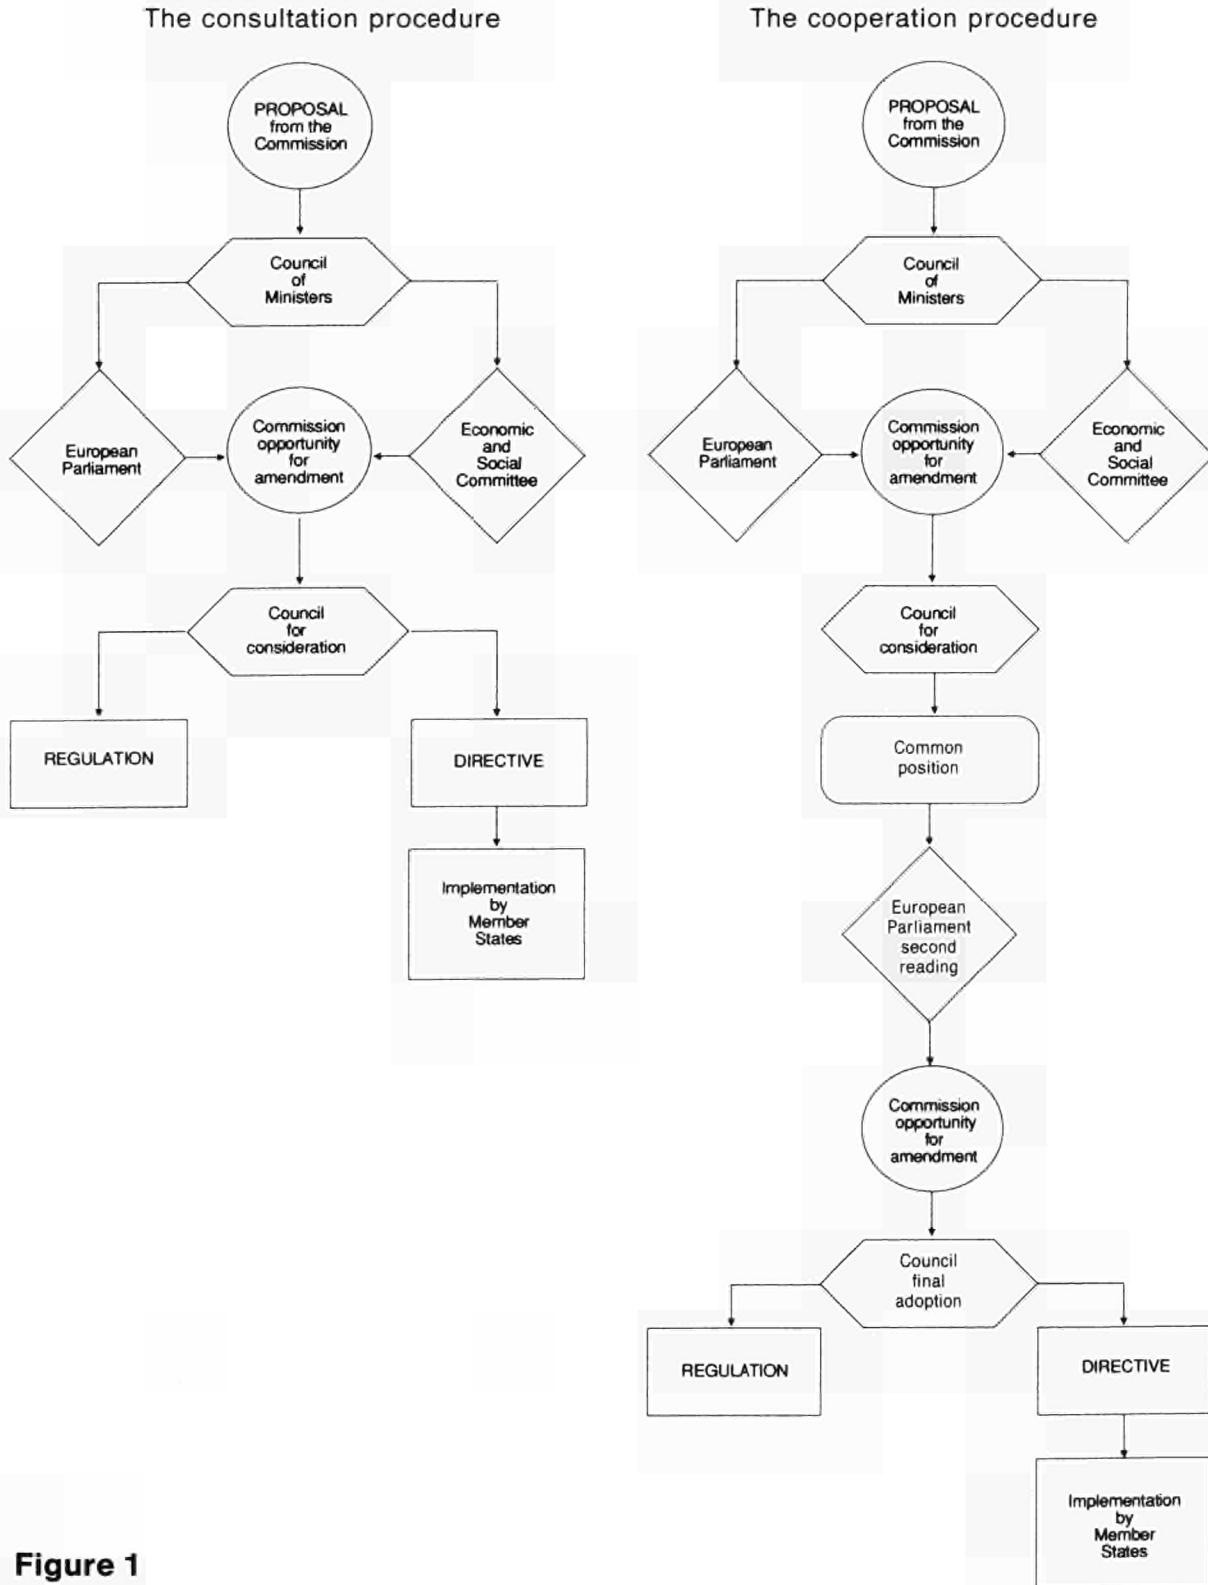 The consultation procedure
PROPOSAL
from the
Commission
Council
of
Ministers
European
Parliament
Commission
opportunity
for
amendment
Economic
and
Social
Committee
Council
for
consideration
REGULATION
DIRECTIVE
Implementation
by
Member
States
The cooperation procedure
PROPOSAL
from the
Commission
Council
of
Ministers
European
Parliament
Commission
opportunity
for
amendment
Economic
and
Social
Committee
Council
for
consideration
Common
position
European
Parliament
second
reading
Commission
opportunity
for
amendment
Council
final
adoption
REGULATION
DIRECTIVE
Implementation
by
Member
States
Figure 1